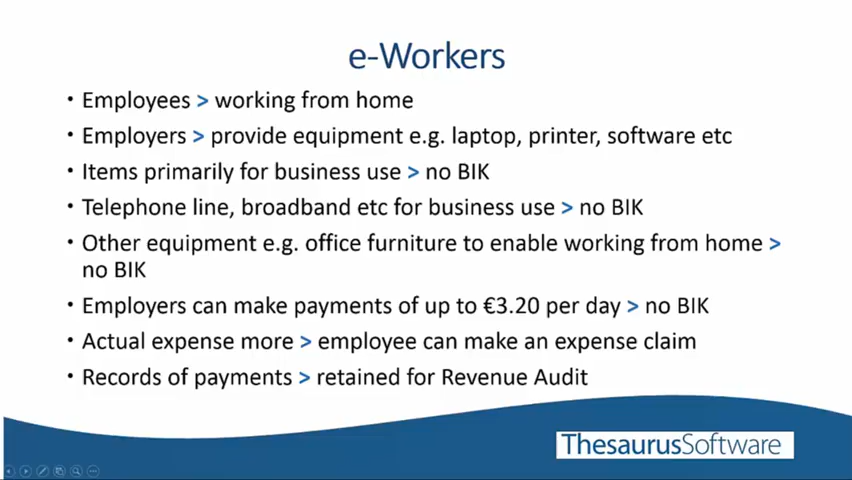 e-Workers
• Employees > working from home
• Employers > provide equipment e.g. laptop, printer, software etc
• Items primarily for business use > no BIK
• Telephone line, broadband etc for business use > no BIK
• Other equipment e.g. office furniture to enable working from home >
no BIK
• Employers can make payments of up to €3.20 per day > no BIK
• Actual expense more > employee can make an expense claim
• Records of payments > retained for Revenue Audit
ThesaurusSoftware